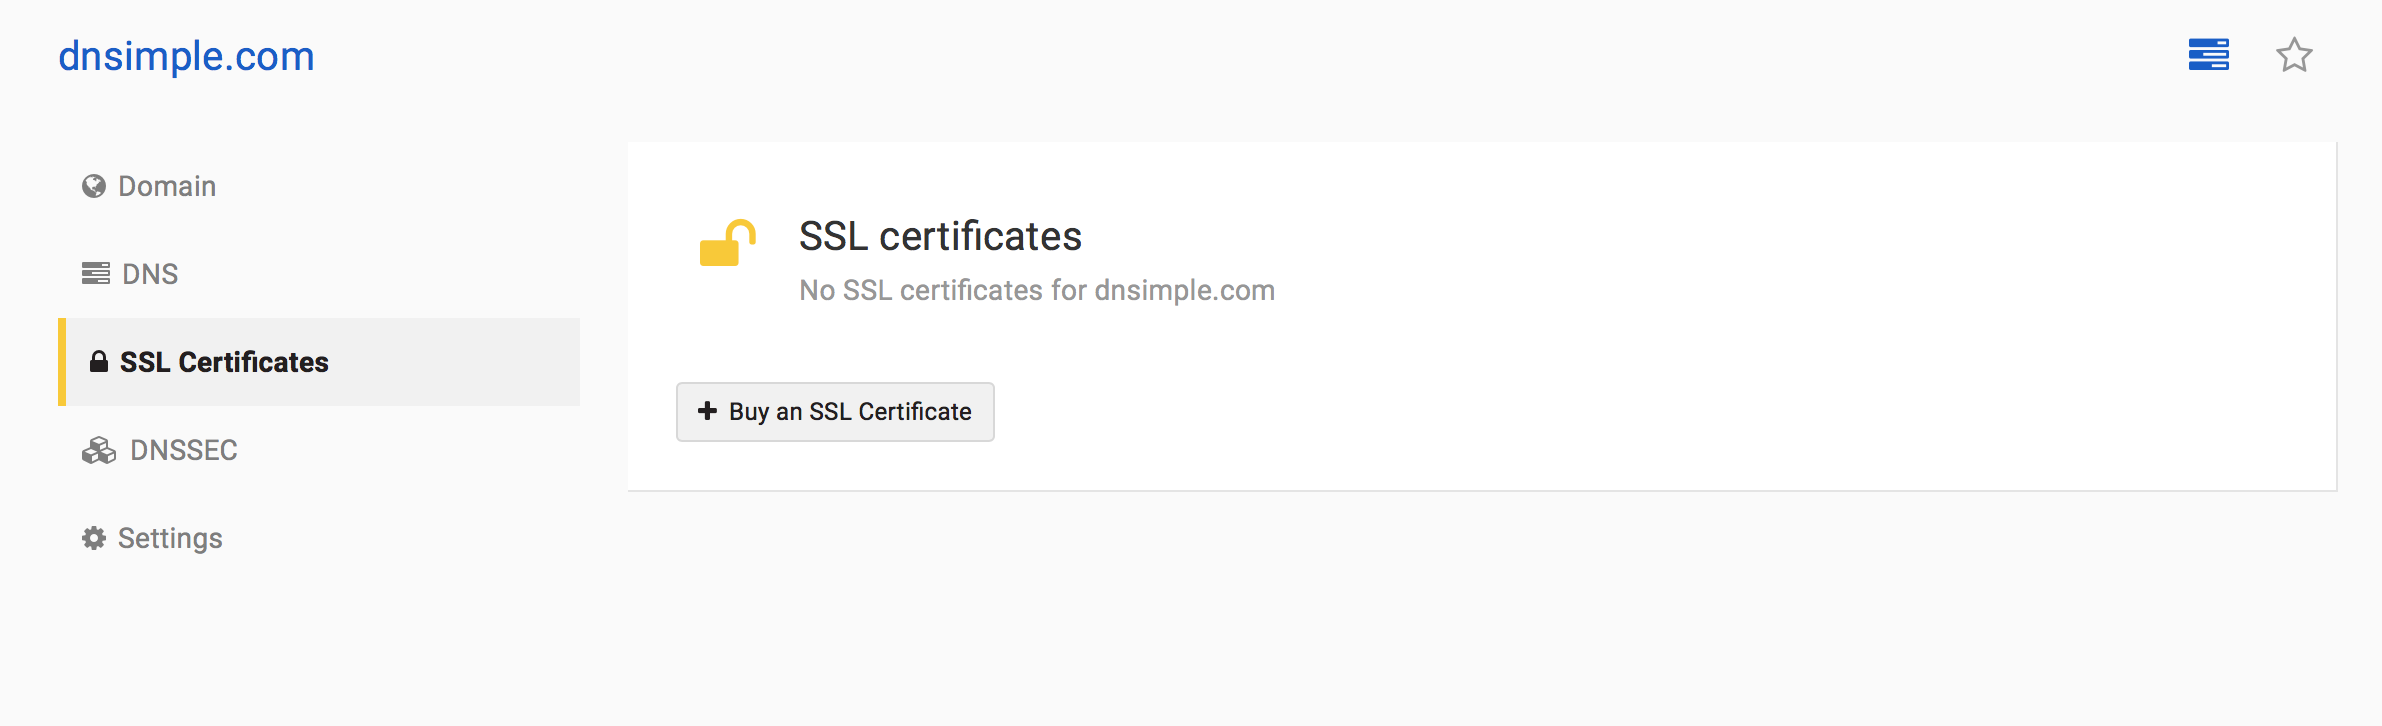 dnsimple.com
Domain
DNS
SSL Certificates
DNSSEC
Settings
SSL certificates
No SSL certificates for dnsimple.com
Buy an SSL Certificate